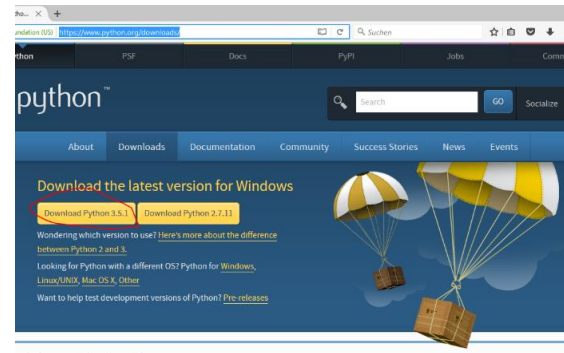 tho... × +
undation (US) https://www.python.org/downloads/ Suchen
ython PSF Docs PyPI Jobs Comm
python™ Search GO Socialize
About Downloads Documentation Community Success Stories News Events
Download the latest version for Windows
Download Python 3.5.1 Download Python 2.7.11
Wondering which version to use? Here's more about the difference
between Python 2 and 3.
Looking for Python with a different OS? Python for Windows,
Linux/UNIX, Mac OS X, Other
Want to help test development versions of Python? Pre-releases